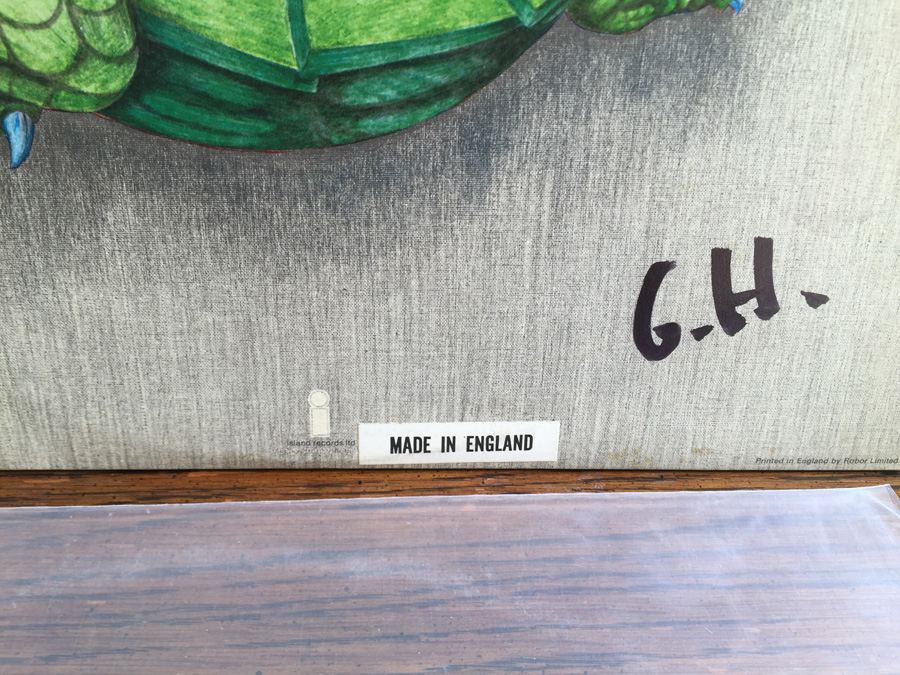 G.H.
island records ltd
MADE IN ENGLAND
Printed in England by Robor Limited